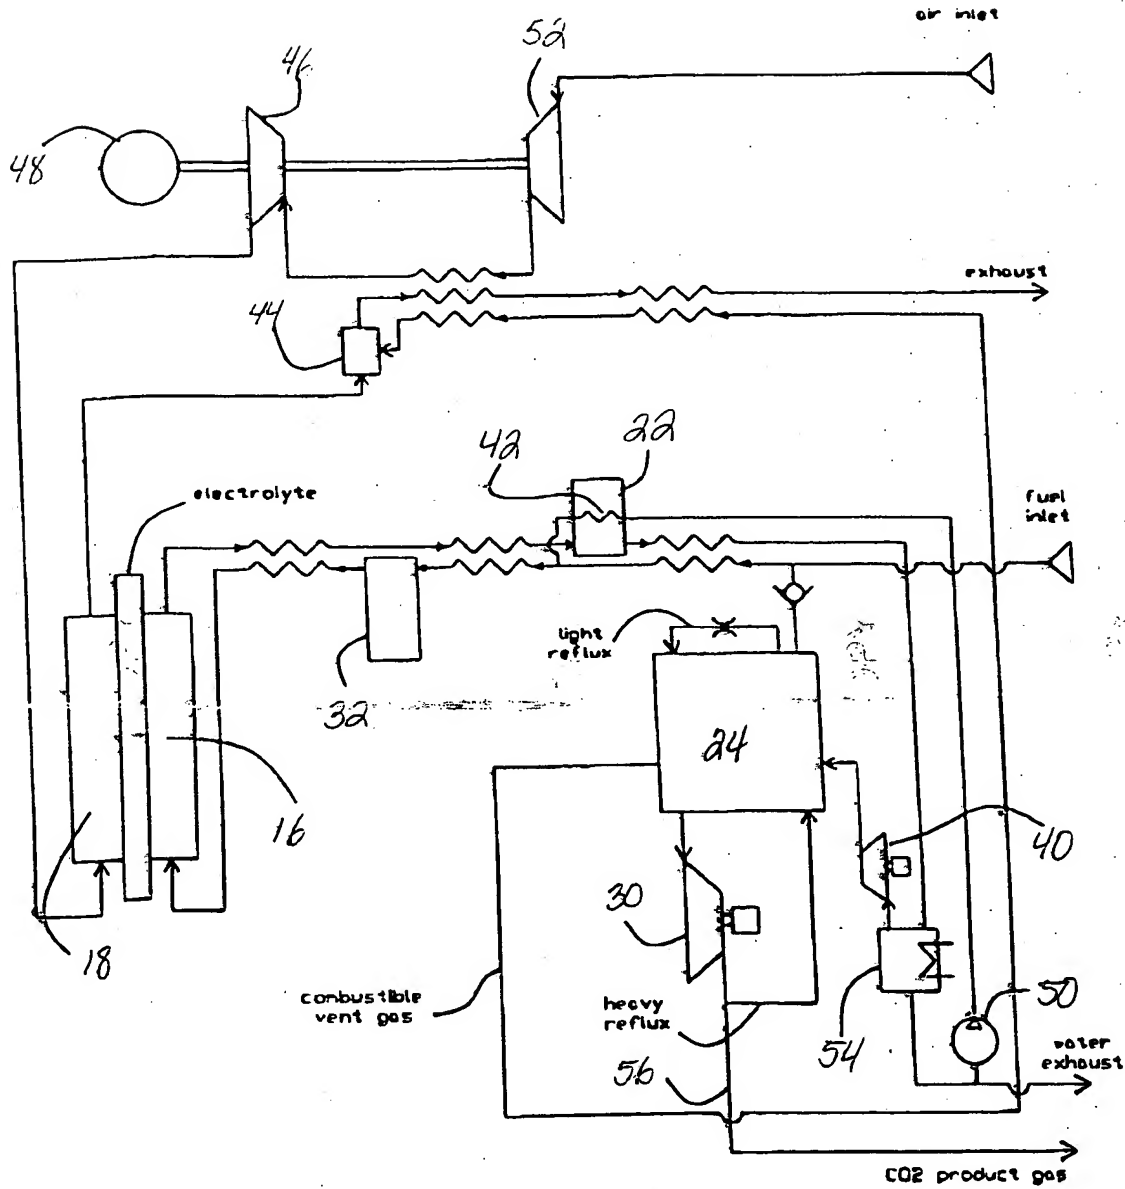 air inlet
52
46
48
exhaust
44
42
22
electrolyte
fuel
inlet
light
reflux
32
24
16
40
30
18
combustible
vent gas
heavy
reflux
54
50
water
exhaust
56
CO2 product gas